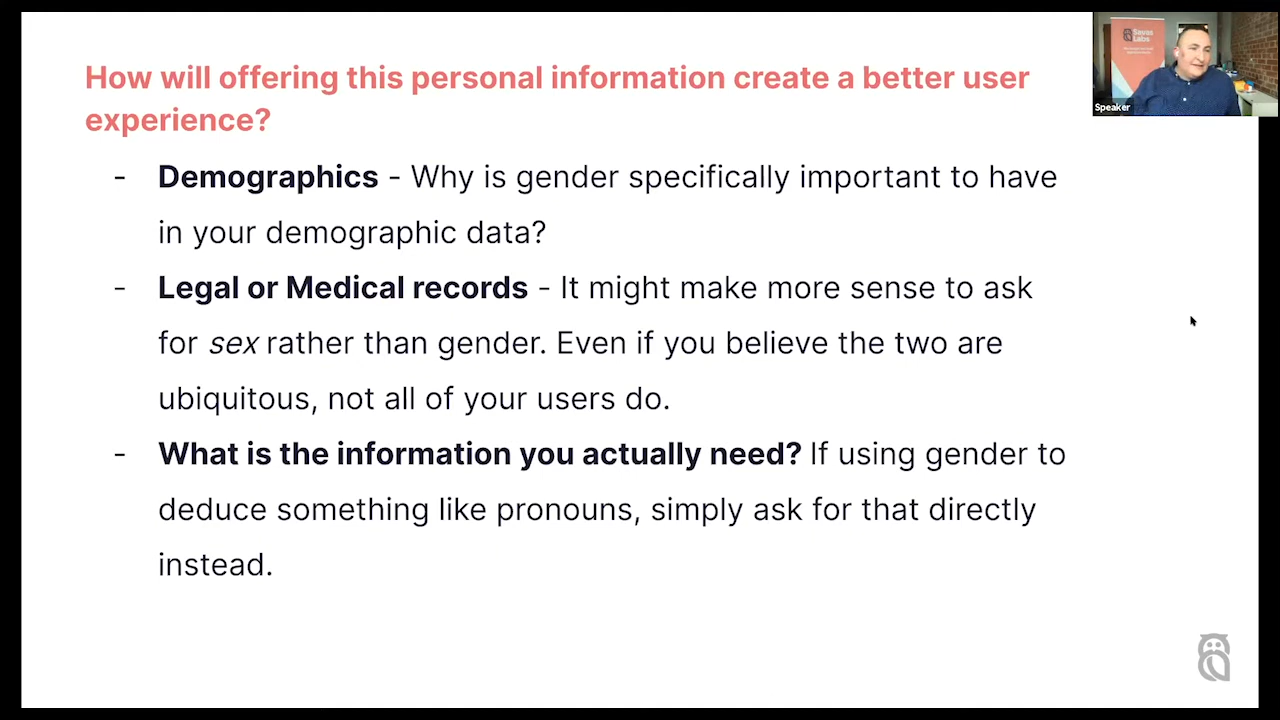 How will offering this personal information create a better user
experience?
- Demographics - Why is gender specifically important to have
in your demographic data?
- Legal or Medical records - It might make more sense to ask
for sex rather than gender. Even if you believe the two are
ubiquitous, not all of your users do.
- What is the information you actually need? If using gender to
deduce something like pronouns, simply ask for that directly
instead.
Savas
Labs
Speaker